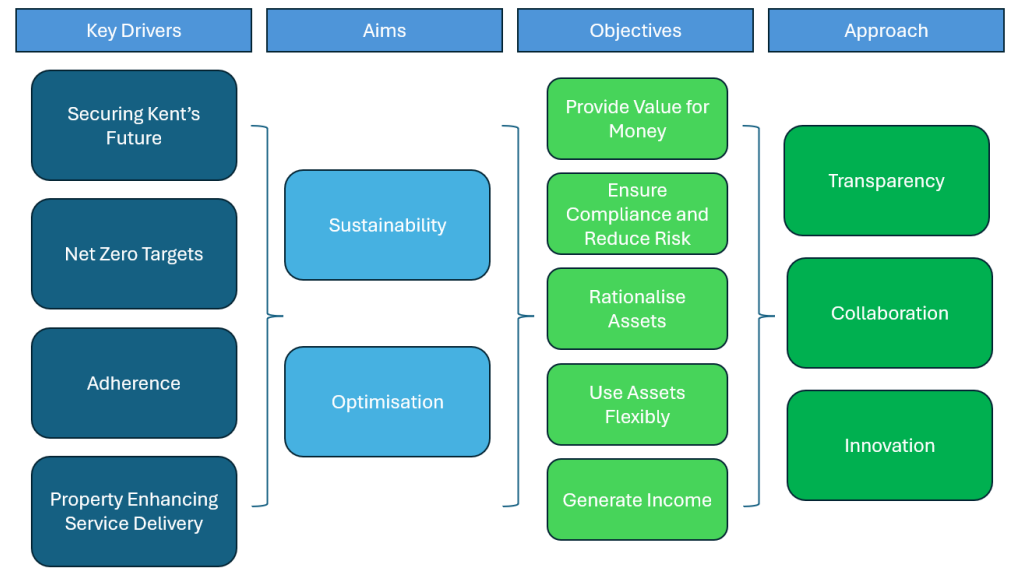 Key Drivers
Aims
Objectives
Approach
Securing Kent’s
Future
Net Zero Targets
Adherence
Property Enhancing
Service Delivery
Sustainability
Optimisation
Provide Value for
Money
Ensure
Compliance and
Reduce Risk
Rationalise
Assets
Use Assets
Flexibly
Generate Income
Transparency
Collaboration
Innovation